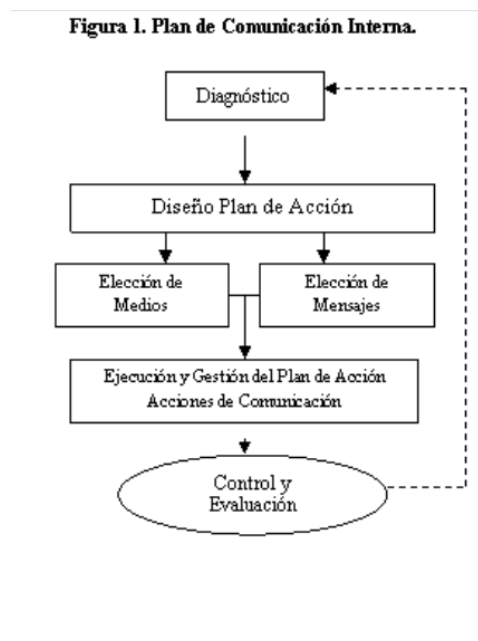 Figura 1. Plan de Comunicación Interna.
Diagnóstico
Diseño Plan de Acción
Elección de
Medios
Elección de
Mensajes
Ejecución y Gestión del Plan de Acción
Acciones de Comunicación
Control y
Evaluación